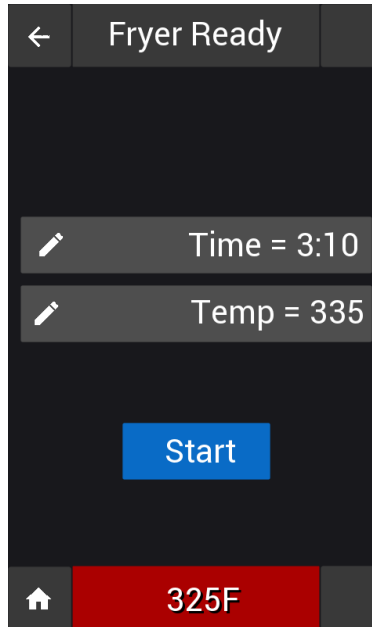 Fryer Ready
Time = 3:10
Temp = 335
Start
325F